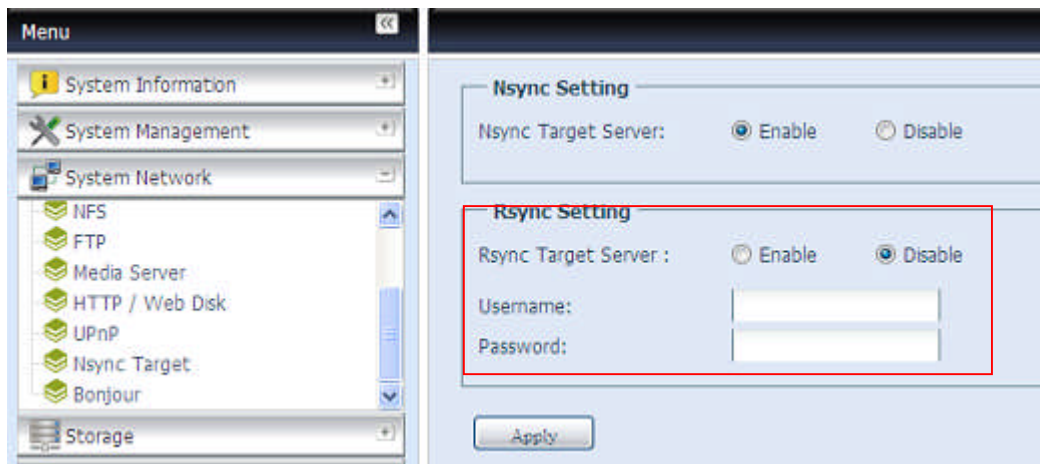 Menu
System Information
System Management
System Network
NFS
FTP
Media Server
HTTP / Web Disk
UPnP
Nsync Target
Bonjour
Storage
Nsync Setting
Nsync Target Server: Enable Disable
Rsync Setting
Rsync Target Server : Enable Disable
Username:
Password:
Apply